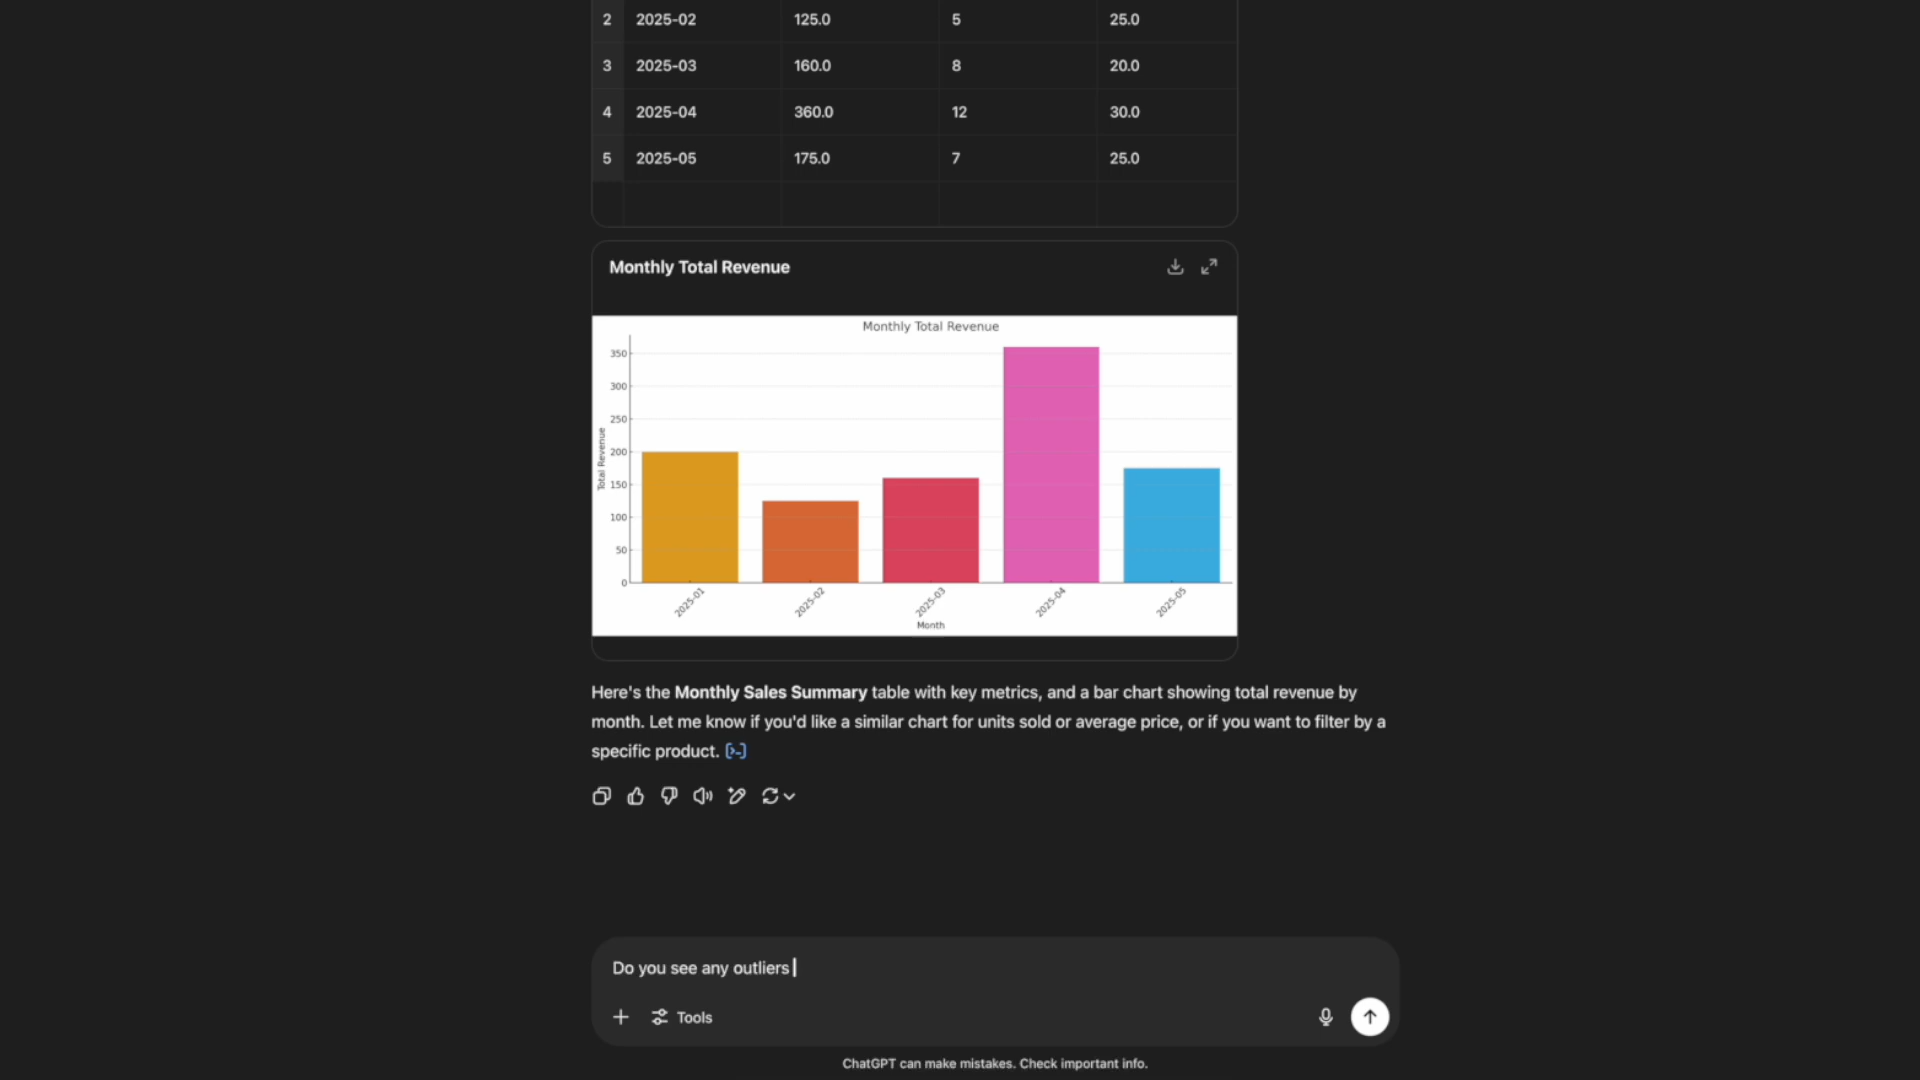 2 2025-02 125.0 5 25.0
3 2025-03 160.0 8 20.0
4 2025-04 360.0 12 30.0
5 2025-05 175.0 7 25.0
Monthly Total Revenue
Monthly Total Revenue
350
300
250
200
150
100
50
0
Total Revenue
2025-01 2025-02 2025-03 2025-04 2025-05
Month
Here's the Monthly Sales Summary table with key metrics, and a bar chart showing total revenue by
month. Let me know if you'd like a similar chart for units sold or average price, or if you want to filter by a
specific product.
Do you see any outliers
Tools
ChatGPT can make mistakes. Check important info.